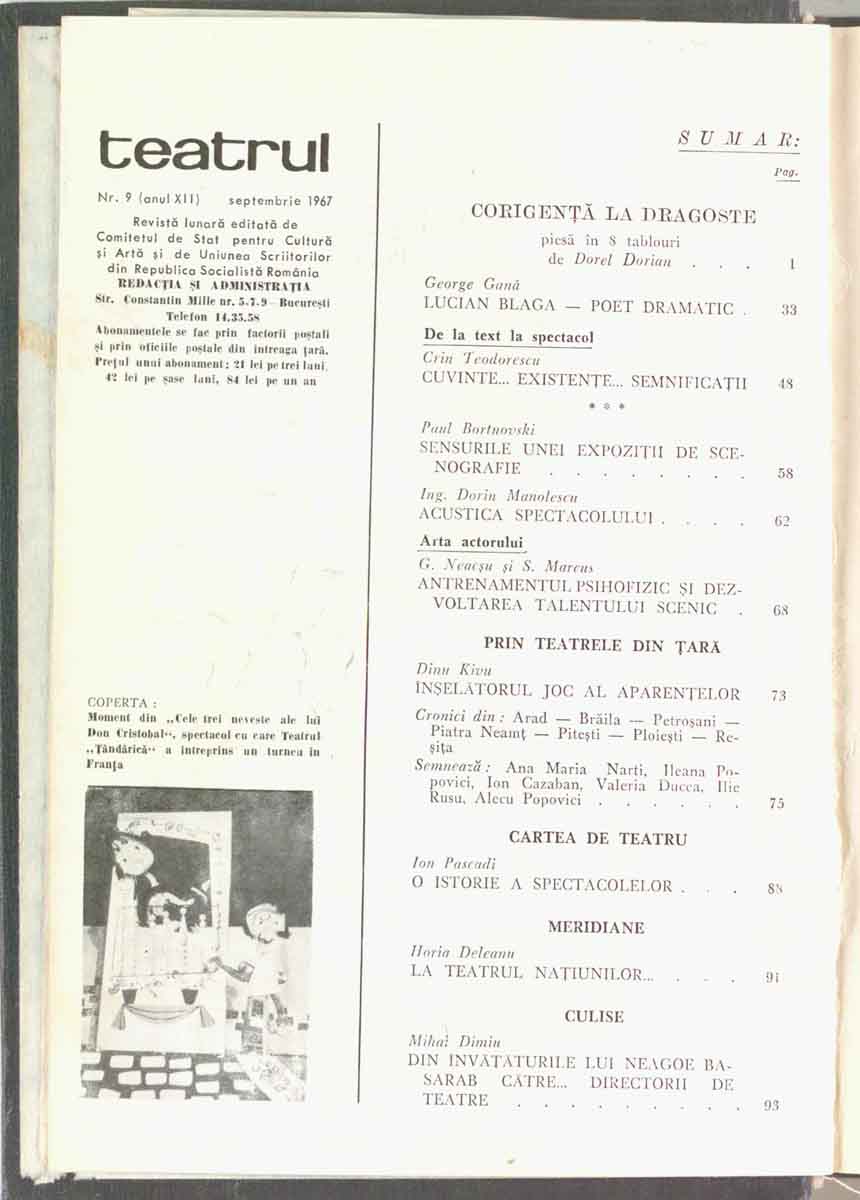 teatrul
Nr. 9 (anul XII) septembrie 1967
Revistă lunară editată de
Comitetul de Stat pentru Cultură
și Artă și de Uniunea Scriitorilor
din Republica Socialistă România
REDACȚIA ȘI ADMINISTRAȚIA
Str. Constantin Mille nr. 5-7-9 - București
Telefon 14.35.58
Abonamentele se fac prin factorii poștali
și prin oficiile poștale din întreaga țară.
Prețul unui abonament: 21 lei pe trei luni,
42 lei pe șase luni, 84 lei pe un an
COPERTA :
Moment din „Cele trei neveste ale lui
Don Cristobal“, spectacol cu care Teatrul
„Țăndărică“ a întreprins un turneu în
Franța
SUMAR:
Pag.
CORIGENȚĂ LA DRAGOSTE
piesă în 8 tablouri
de Dorel Dorian . . . 1
George Gană
LUCIAN BLAGA — POET DRAMATIC . 33
De la text la spectacol
Crin Teodorescu
CUVINTE... EXISTENȚE... SEMNIFICAȚII 48
* * *
Paul Bortnovski
SENSURILE UNEI EXPOZIȚII DE SCE-
NOGRAFIE . . . . . . . 58
Ing. Dorin Manolescu
ACUSTICA SPECTACOLULUI . . . . 62
Arta actorului
G. Neacșu și S. Marcus
ANTRENAMENTUL PSIHOFIZIC ȘI DEZ-
VOLTAREA TALENTULUI SCENIC . 68
PRIN TEATRELE DIN ȚARĂ
Dinu Kivu
ÎNȘELĂTORUL JOC AL APARENȚELOR 73
Cronici din : Arad — Brăila — Petroșani —
Piatra Neamț — Pitești — Ploiești — Re-
șița
Semnează : Ana Maria Narti, Ileana Po-
povici, Ion Cazaban, Valeria Ducea, Ilie
Rusu, Alecu Popovici . . . . . . 75
CARTEA DE TEATRU
Ion Pascadi
O ISTORIE A SPECTACOLELOR . . . 88
MERIDIANE
Horia Deleanu
LA TEATRUL NAȚIUNILOR... . . . 91
CULISE
Mihai Dimiu
DIN ÎNVĂȚĂTURILE LUI NEAGOE BA-
SARAB CĂTRE... DIRECTORII DE
TEATRE . . . . . . . . . 93